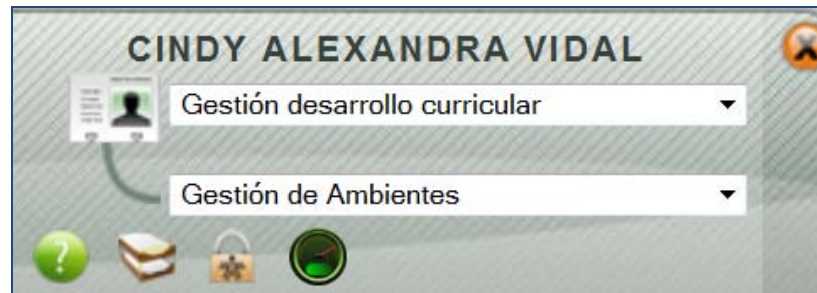 CINDY ALEXANDRA VIDAL
Gestión desarrollo curricular
Gestión de Ambientes
?